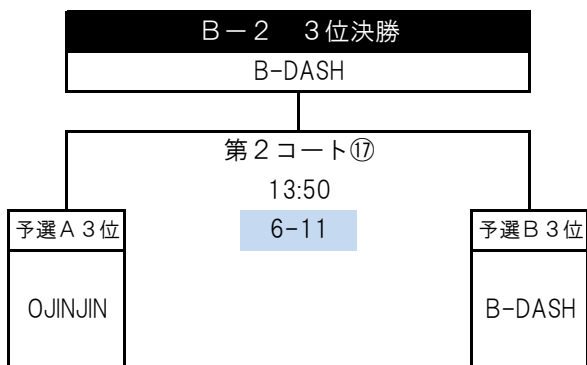 Ｂ－２　３位決勝
B-DASH
第２コート⑰
13:50
予選Ａ３位
6-11
予選Ｂ３位
OJINJIN
B-DASH